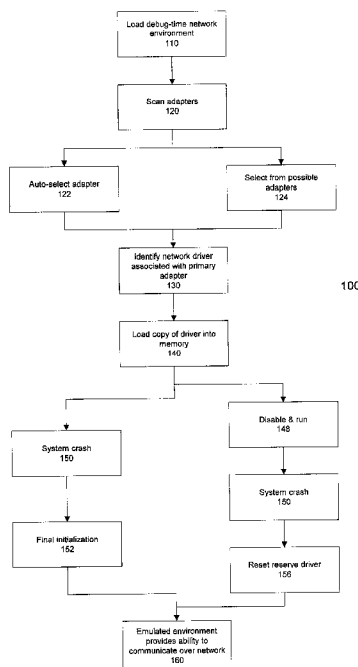 Load debug-time network
environment
110
Scan adapters
120
Auto-select adapter
122
Select from possible
adapters
124
Identify network driver
associated with primary
adapter
130
100
Load copy of driver into
memory
140
Disable & run
148
System crash
150
System crash
150
Final initialization
152
Reset reserve driver
156
Emulated environment
provides ability to
communicate over network
160